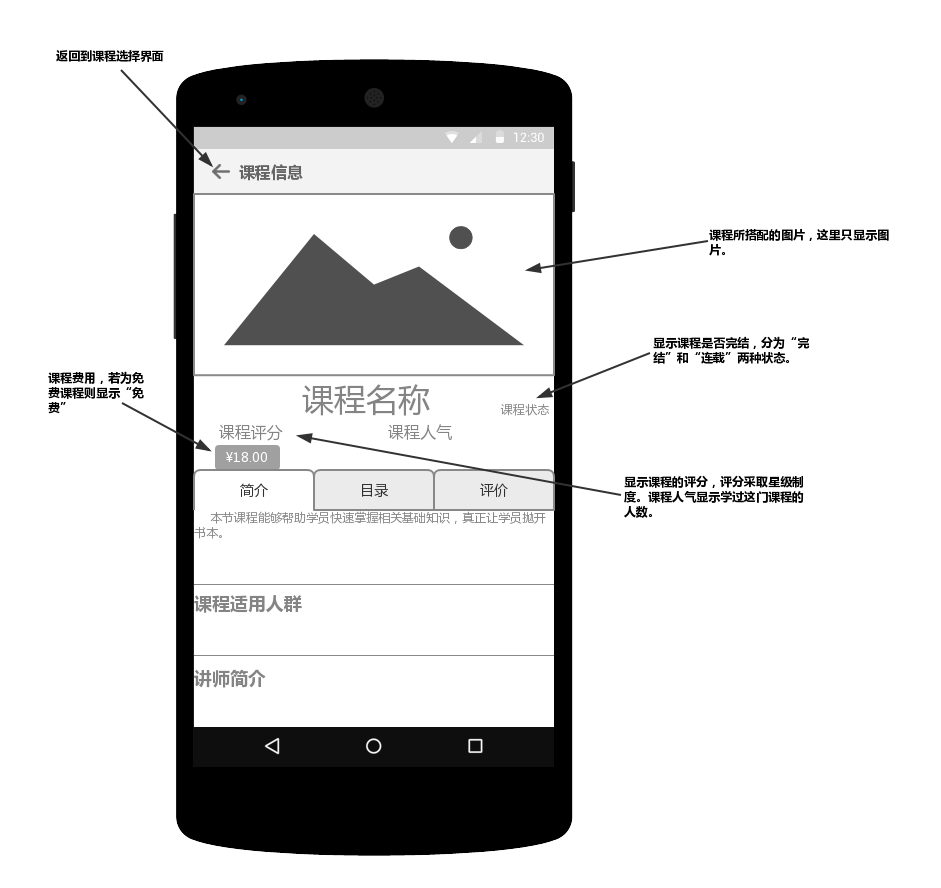 返回到课程选择界面
12:30
课程信息
课程所搭配的图片，这里只显示图
片。
显示课程是否完结，分为“完
结”和“连载”两种状态。
课程费用，若为免
费课程则显示“免
费”
课程名称
课程状态
课程评分
课程人气
¥18.00
显示课程的评分，评分采取星级制
度。课程人气显示学过这门课程的
人数。
简介
目录
评价
本节课程能够帮助学员快速掌握相关基础知识，真正让学员抛开
书本。
课程适用人群
讲师简介